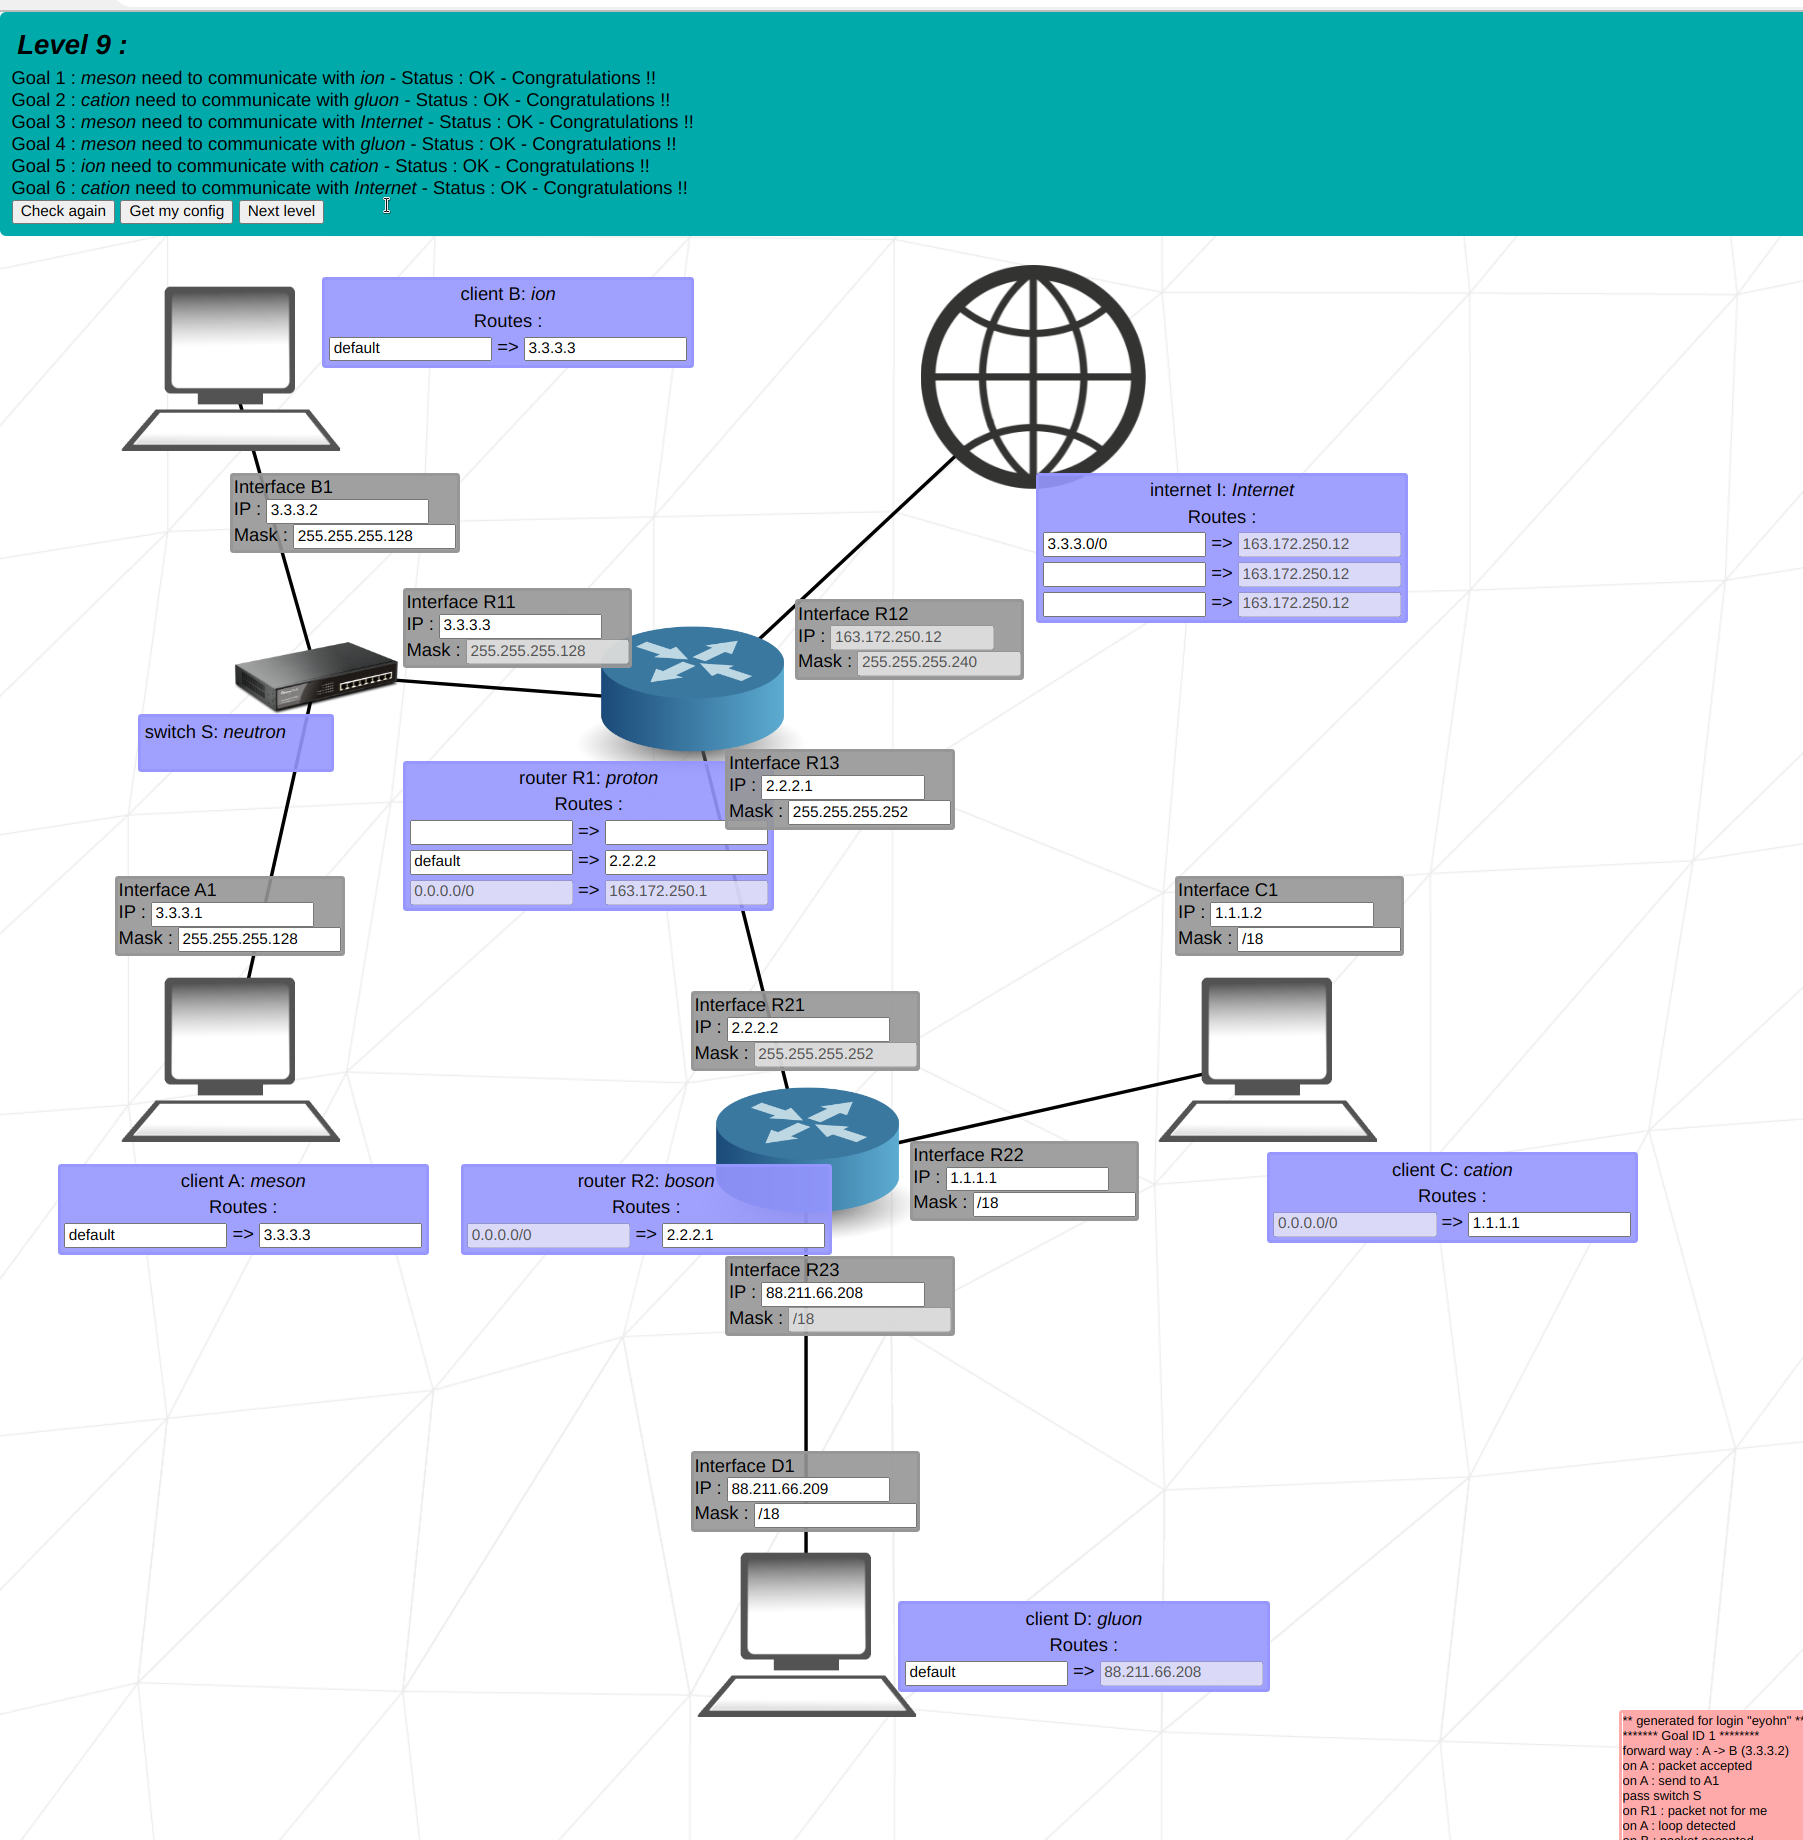 Level 9 :
Goal 1 : meson need to communicate with ion - Status : OK - Congratulations !!
Goal 2 : cation need to communicate with gluon - Status : OK - Congratulations !!
Goal 3 : meson need to communicate with Internet - Status : OK - Congratulations !!
Goal 4 : meson need to communicate with gluon - Status : OK - Congratulations !!
Goal 5 : ion need to communicate with cation - Status : OK - Congratulations !!
Goal 6 : cation need to communicate with Internet - Status : OK - Congratulations !!
Check again Get my config Next level
client B: ion
Routes :
default => 3.3.3.3
Interface B1
IP : 3.3.3.2
Mask : 255.255.255.128
internet I: Internet
Routes :
3.3.3.0/0 => 163.172.250.12
=> 163.172.250.12
=> 163.172.250.12
Interface R11
IP : 3.3.3.3
Mask : 255.255.255.128
Interface R12
IP : 163.172.250.12
Mask : 255.255.255.240
switch S: neutron
router R1: proton
Routes :
=>
default => 2.2.2.2
0.0.0.0/0 => 163.172.250.1
Interface R13
IP : 2.2.2.1
Mask : 255.255.255.252
Interface A1
IP : 3.3.3.1
Mask : 255.255.255.128
Interface C1
IP : 1.1.1.2
Mask : /18
Interface R21
IP : 2.2.2.2
Mask : 255.255.255.252
Interface R22
IP : 1.1.1.1
Mask : /18
client A: meson
Routes :
default => 3.3.3.3
router R2: boson
Routes :
0.0.0.0/0 => 2.2.2.1
client C: cation
Routes :
0.0.0.0/0 => 1.1.1.1
Interface R23
IP : 88.211.66.208
Mask : /18
Interface D1
IP : 88.211.66.209
Mask : /18
client D: gluon
Routes :
default => 88.211.66.208
** generated for login "eyohn" **
******* Goal ID 1 ********
forward way : A -> B (3.3.3.2)
on A : packet accepted
on A : send to A1
pass switch S
on R1 : packet not for me
on A : loop detected
on B : packet accepted